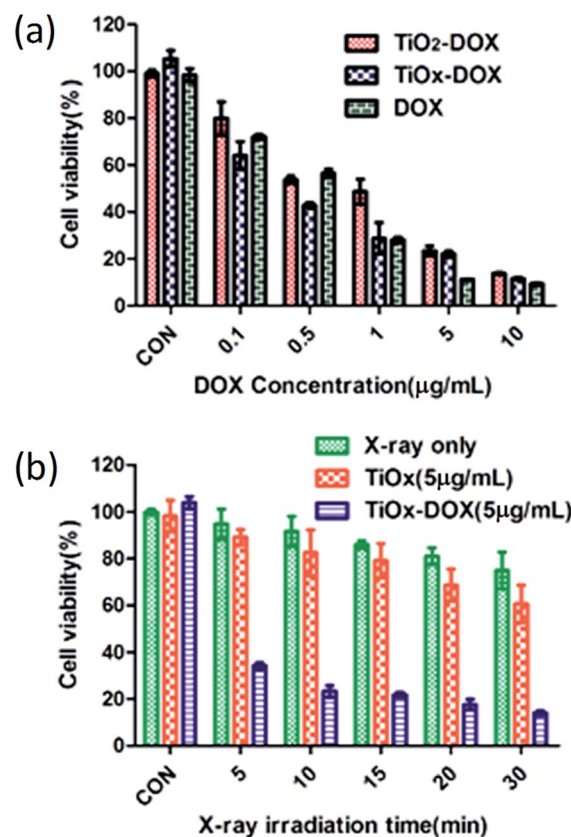 (a)
120
100
80
60
40
20
0
Cell viability(%)
TiO2-DOX
TiOx-DOX
DOX
CON
0.1
0.5
1
5
10
DOX Concentration(μg/mL)
(b)
120
100
80
60
40
20
0
Cell viability(%)
X-ray only
TiOx(5μg/mL)
TiOx-DOX(5μg/mL)
CON
5
10
15
20
30
X-ray irradiation time(min)